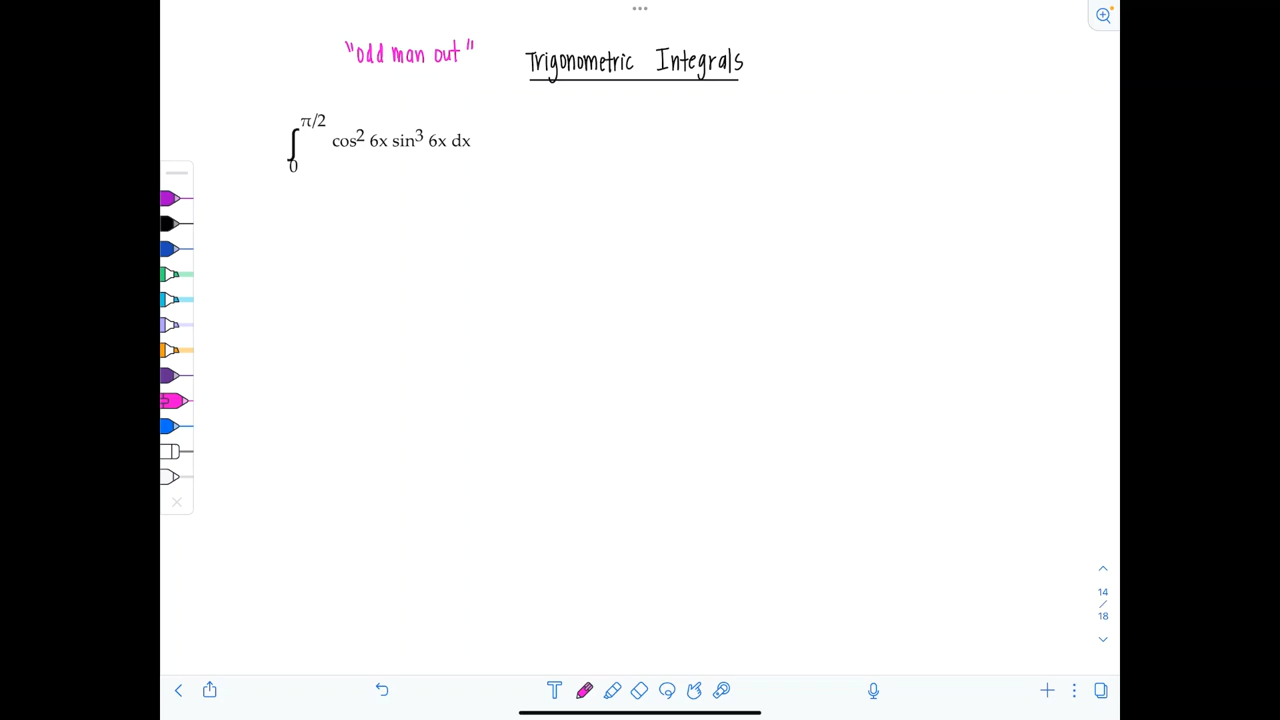 "odd man out" Trigonometric Integrals
∫₀^π/2 cos² 6x sin³ 6x dx
14
/
18
T